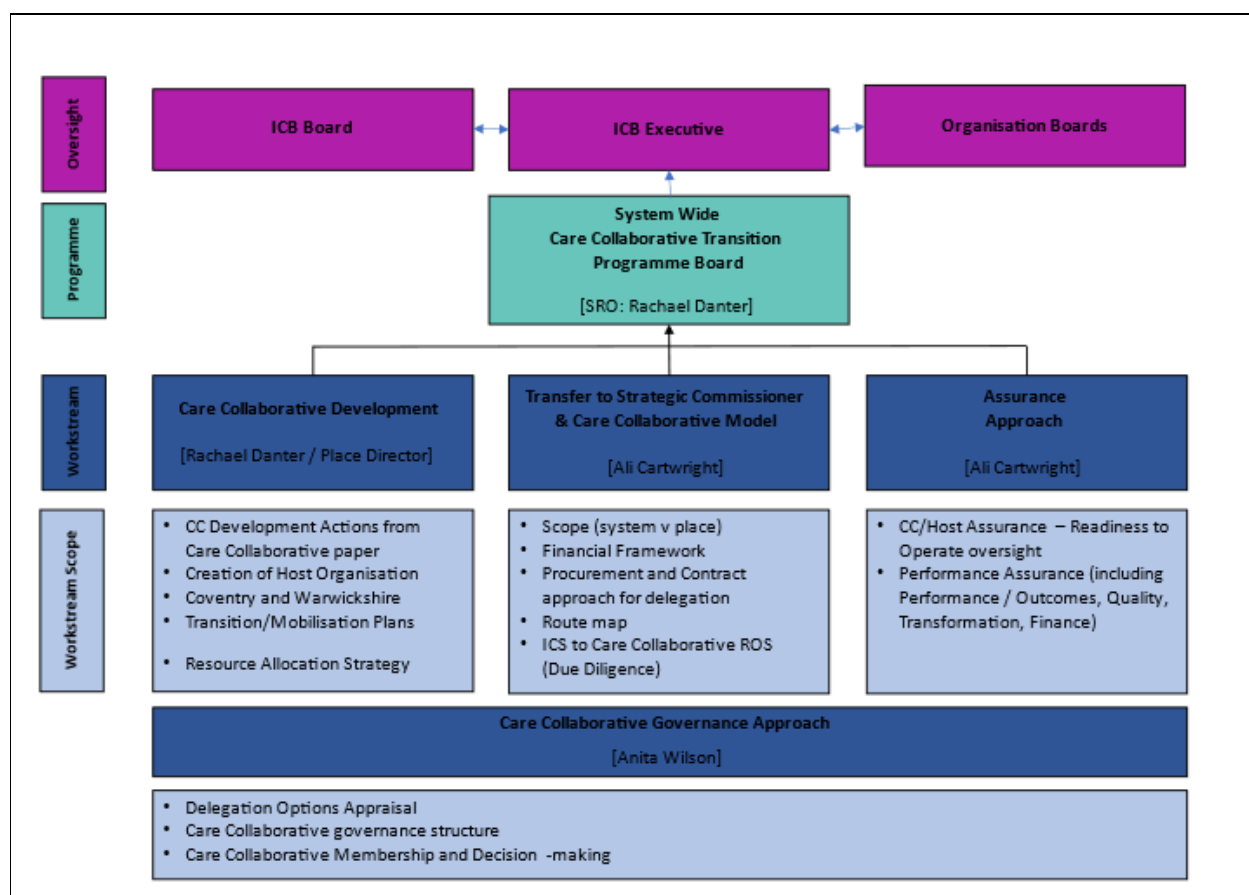 Oversight
ICB Board
ICB Executive
Organisation Boards
Programme
System Wide
Care Collaborative Transition
Programme Board
[SRO: Rachael Danter]
Workstream
Care Collaborative Development
[Rachael Danter / Place Director]
Transfer to Strategic Commissioner
& Care Collaborative Model
[Ali Cartwright]
Assurance
Approach
[Ali Cartwright]
Workstream Scope
• CC Development Actions from
Care Collaborative paper
• Creation of Host Organisation
• Coventry and Warwickshire
• Transition/Mobilisation Plans
• Resource Allocation Strategy
• Scope (system v place)
• Financial Framework
• Procurement and Contract
approach for delegation
• Route map
• ICS to Care Collaborative ROS
(Due Diligence)
• CC/Host Assurance – Readiness to
Operate oversight
• Performance Assurance (including
Performance / Outcomes, Quality,
Transformation, Finance)
Care Collaborative Governance Approach
[Anita Wilson]
• Delegation Options Appraisal
• Care Collaborative governance structure
• Care Collaborative Membership and Decision -making